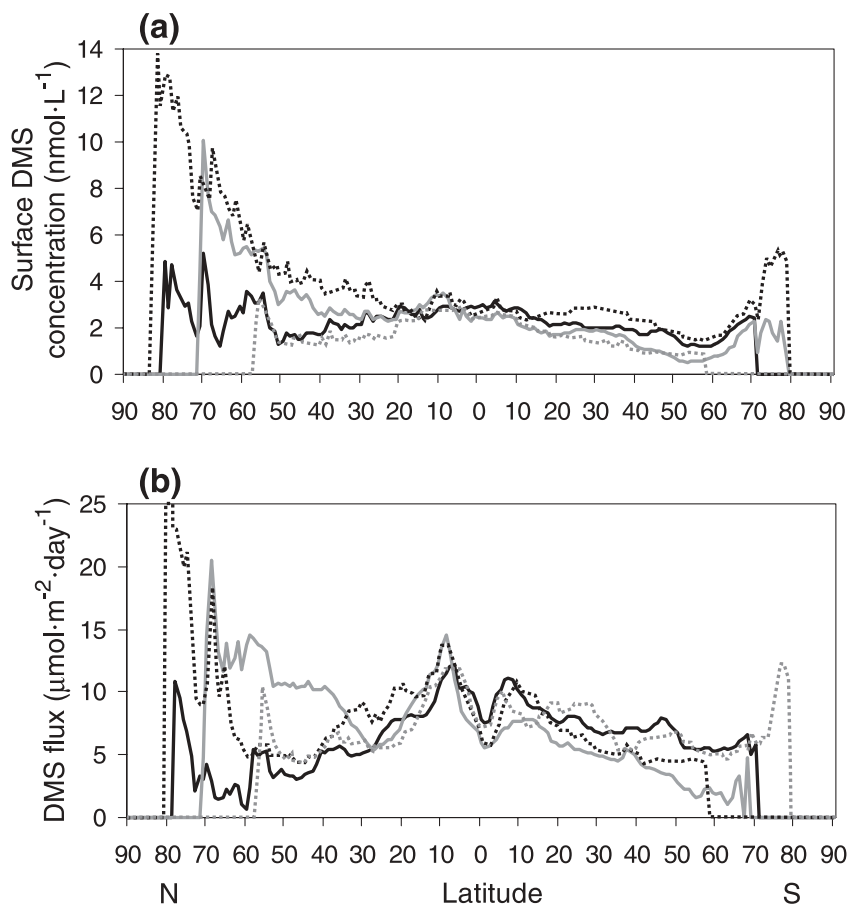 (a)
Surface DMS
concentration (nmol·L⁻¹)
14
12
10
8
6
4
2
0
90 80 70 60 50 40 30 20 10 0 10 20 30 40 50 60 70 80 90
(b)
DMS flux (μmol·m⁻²·day⁻¹)
25
20
15
10
5
0
90 80 70 60 50 40 30 20 10 0 10 20 30 40 50 60 70 80 90
N Latitude S